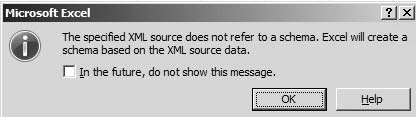 Microsoft Excel
The specified XML source does not refer to a schema. Excel will create a
schema based on the XML source data.
In the future, do not show this message.
OK
Help